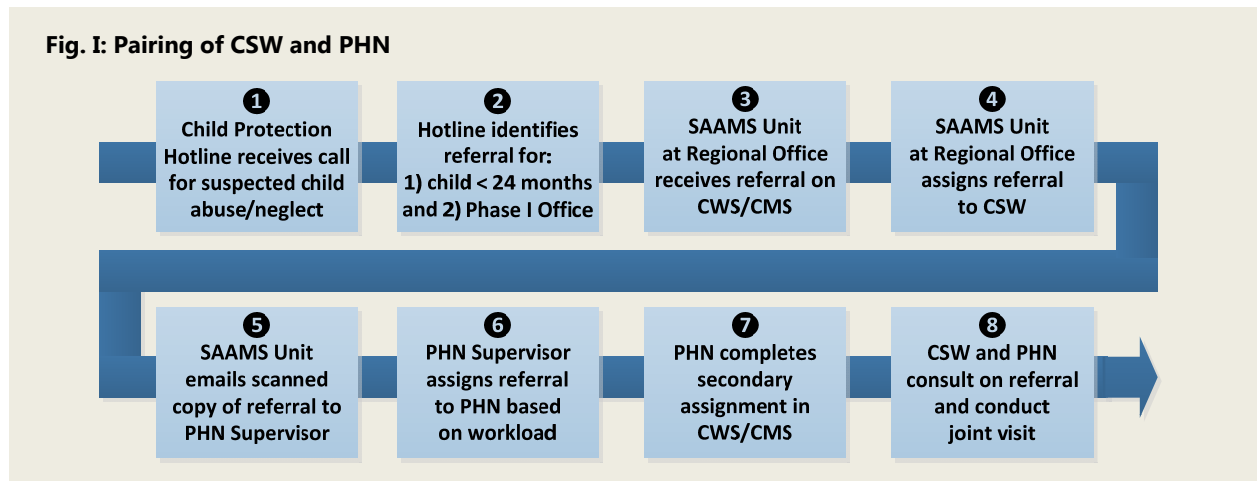 Fig. I: Pairing of CSW and PHN
1
Child Protection
Hotline receives call
for suspected child
abuse/neglect
2
Hotline identifies
referral for:
1) child < 24 months
and 2) Phase I Office
3
SAAMS Unit
at Regional Office
receives referral on
CWS/CMS
4
SAAMS Unit
at Regional Office
assigns referral
to CSW
5
SAAMS Unit
emails scanned
copy of referral to
PHN Supervisor
6
PHN Supervisor
assigns referral
to PHN based
on workload
7
PHN completes
secondary
assignment in
CWS/CMS
8
CSW and PHN
consult on referral
and conduct
joint visit